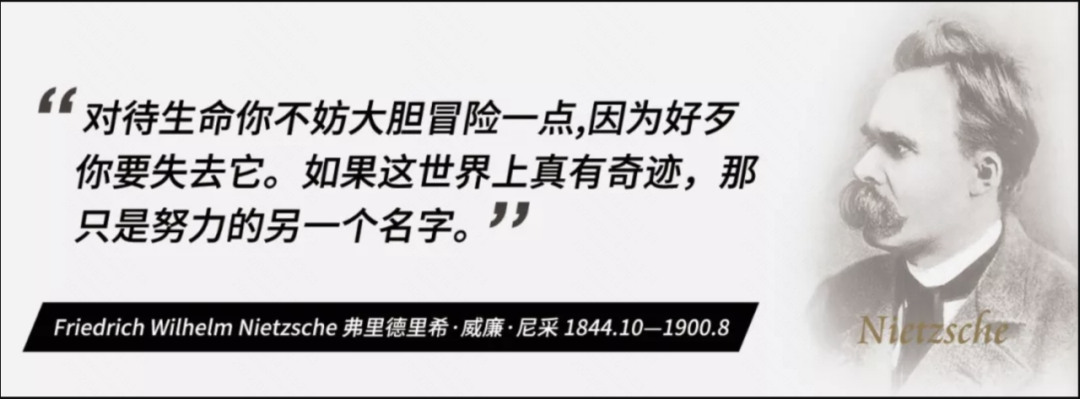 “对待生命你不妨大胆冒险一点,因为好歹
你要失去它。如果这世界上真有奇迹，那
只是努力的另一个名字。”
Friedrich Wilhelm Nietzsche 弗里德里希·威廉·尼采 1844.10—1900.8
Nietzsche